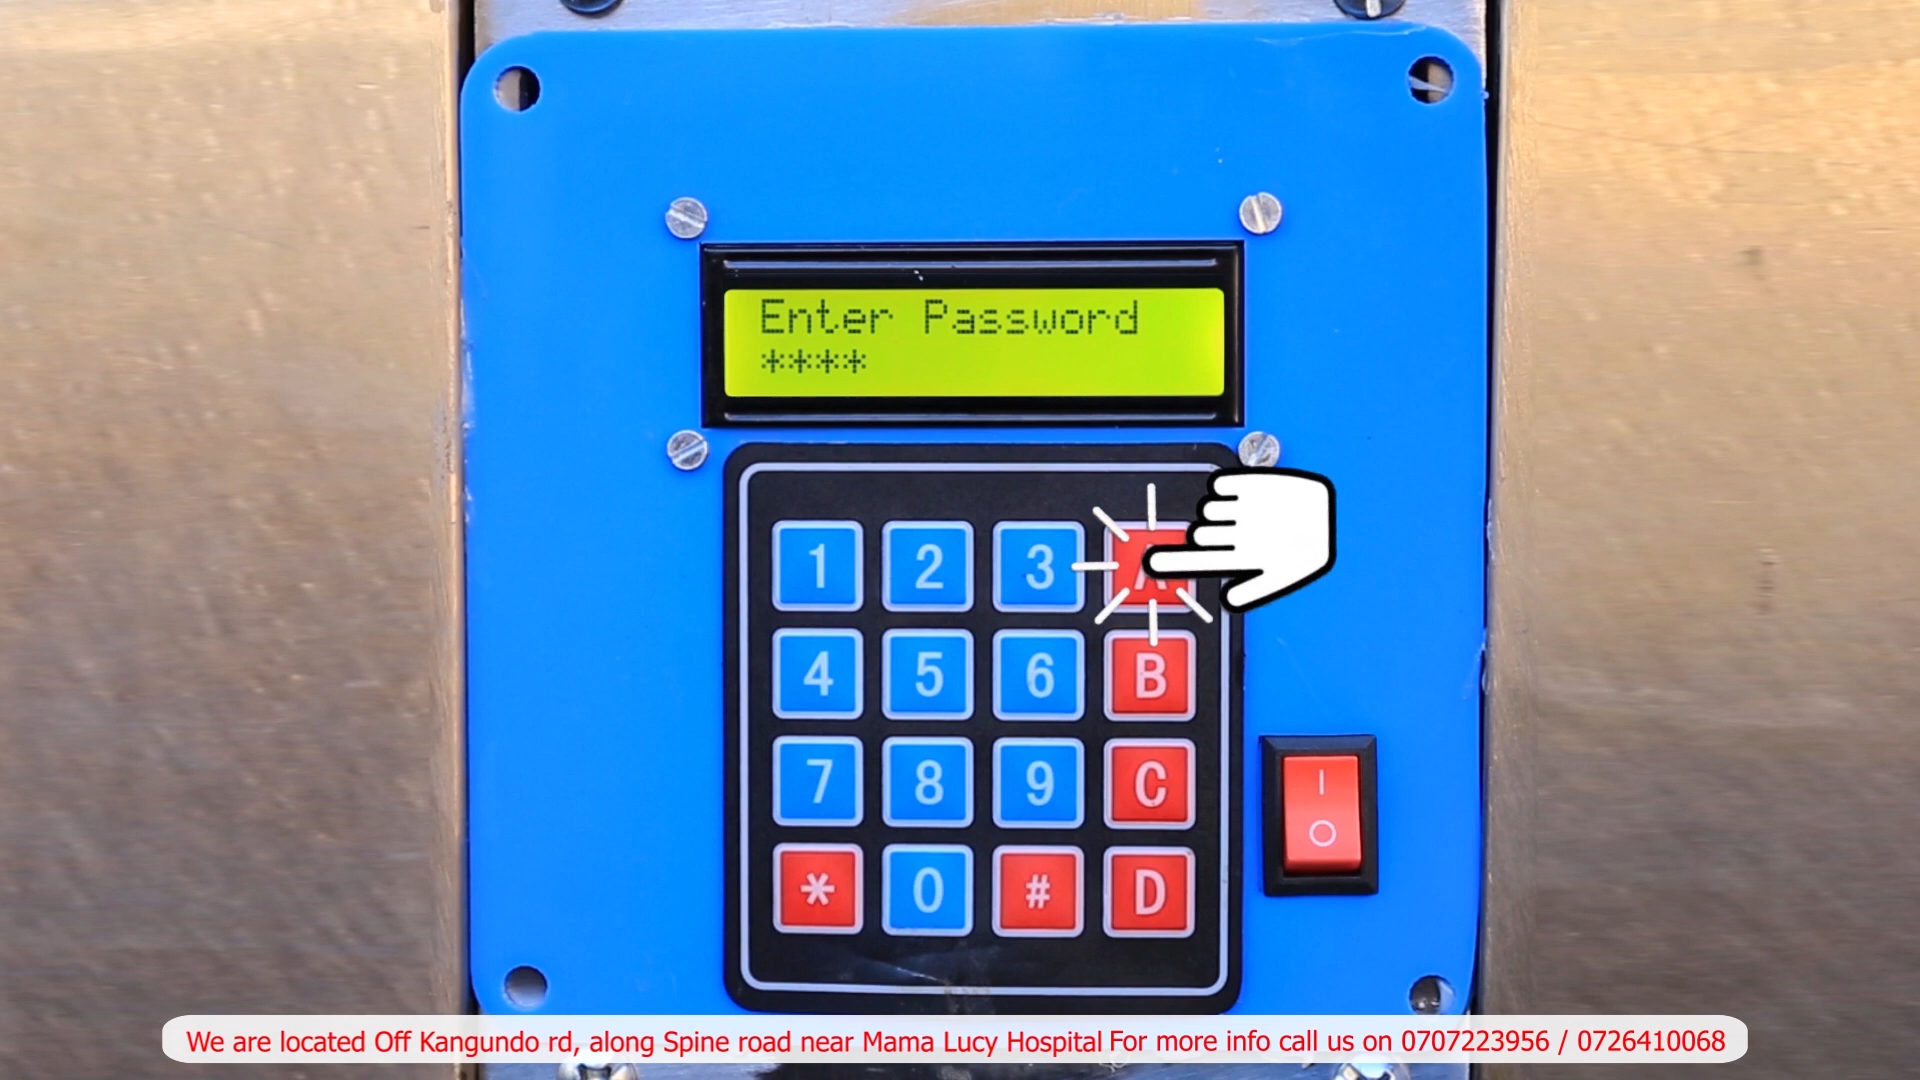 Enter Password
****
1 2 3 A
4 5 6 B
7 8 9 C
* 0 # D
I
O
We are located Off Kangundo rd, along Spine road near Mama Lucy Hospital For more info call us on 0707223956 / 0726410068